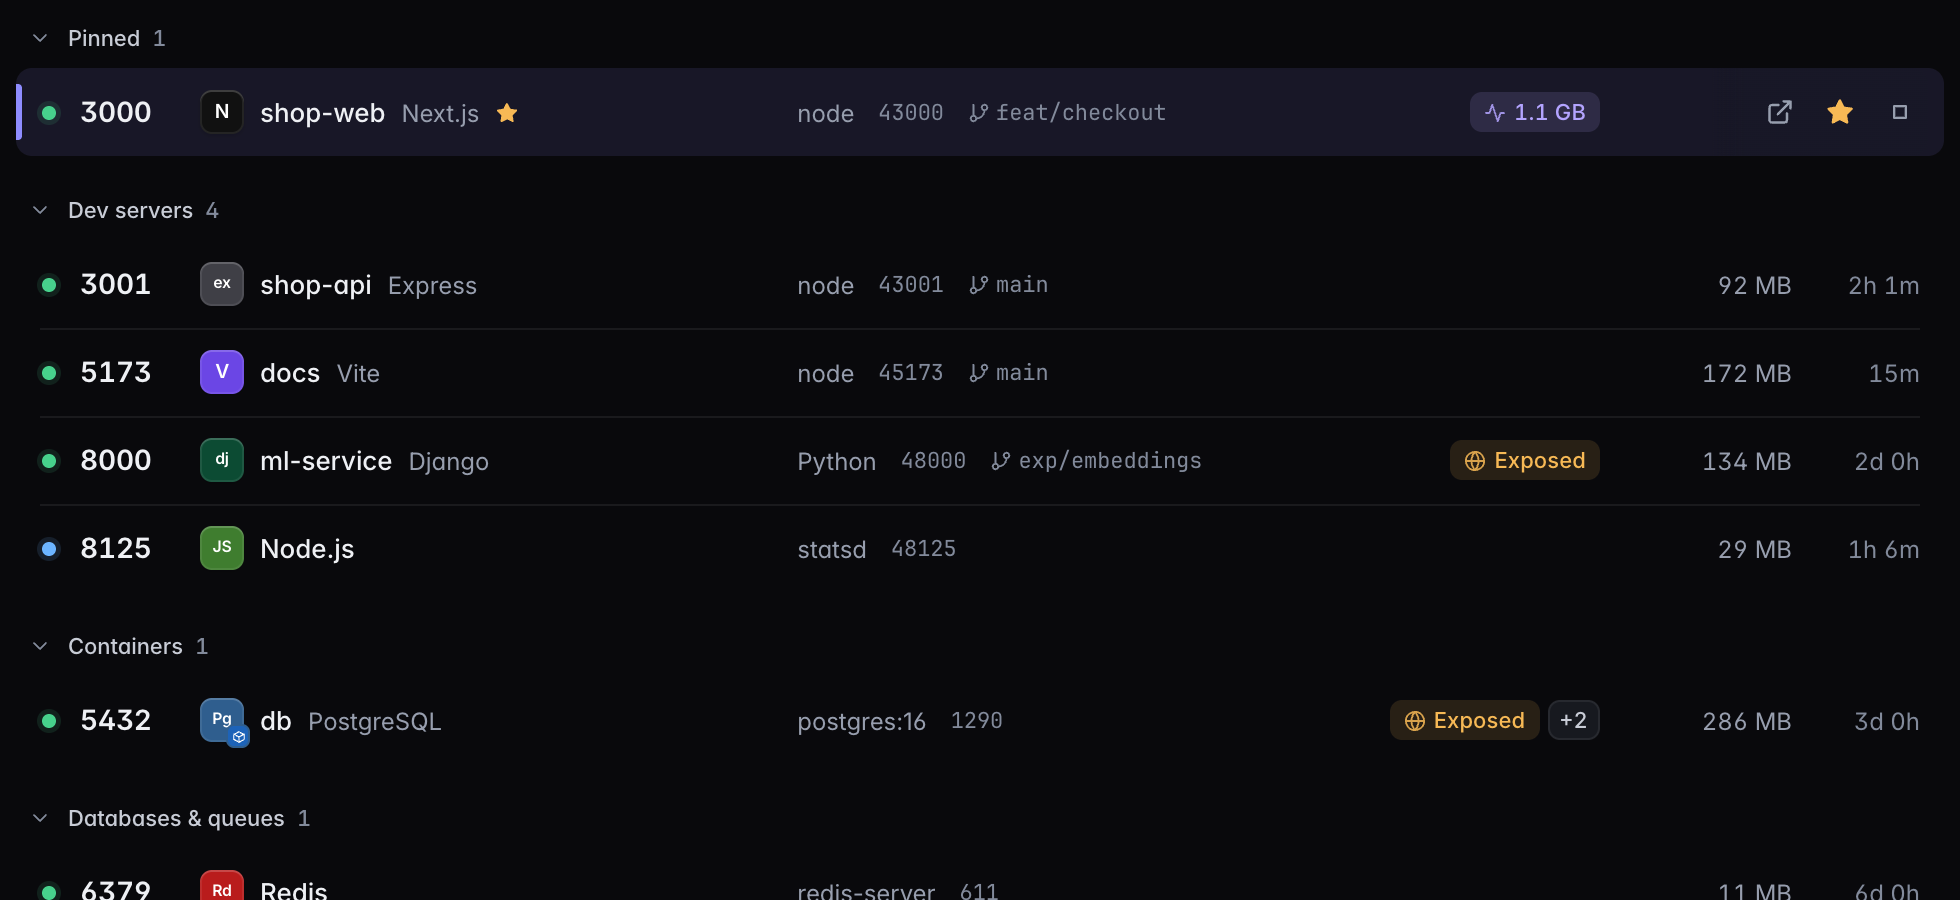 Pinned 1
3000 N shop-web Next.js node 43000 feat/checkout 1.1 GB
Dev servers 4
3001 ex shop-api Express node 43001 main 92 MB 2h 1m
5173 V docs Vite node 45173 main 172 MB 15m
8000 dj ml-service Django Python 48000 exp/embeddings Exposed 134 MB 2d 0h
8125 JS Node.js statsd 48125 29 MB 1h 6m
Containers 1
5432 Pg db PostgreSQL postgres:16 1290 Exposed +2 286 MB 3d 0h
Databases & queues 1
6379 Rd Redis redis-server 611 11 MB 6d 0h